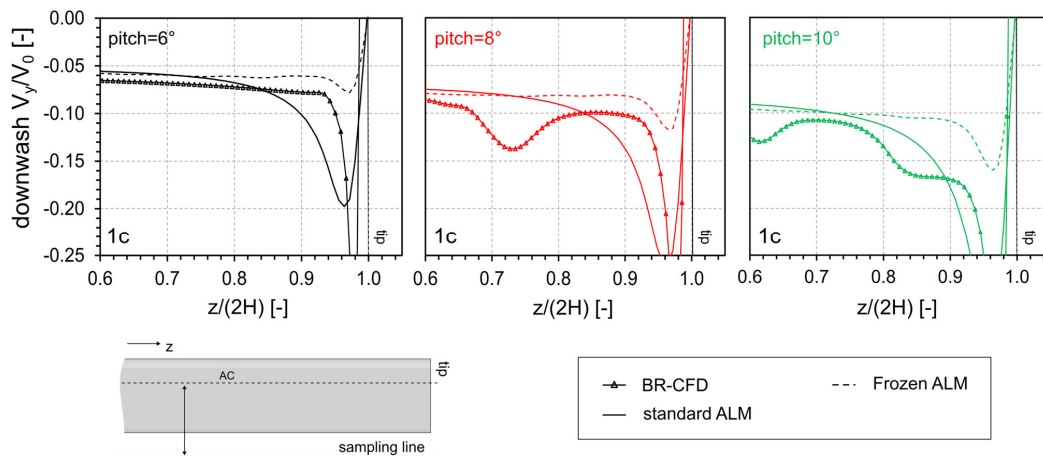 downwash Vy/V0 [-]
0.00
-0.05
-0.10
-0.15
-0.20
-0.25
pitch=6°
1c
tip
0.6 0.7 0.8 0.9 1.0
z/(2H) [-]
pitch=8°
1c
tip
0.6 0.7 0.8 0.9 1.0
z/(2H) [-]
pitch=10°
1c
tip
0.6 0.7 0.8 0.9 1.0
z/(2H) [-]
z
AC
tip
sampling line
BR-CFD
Frozen ALM
standard ALM